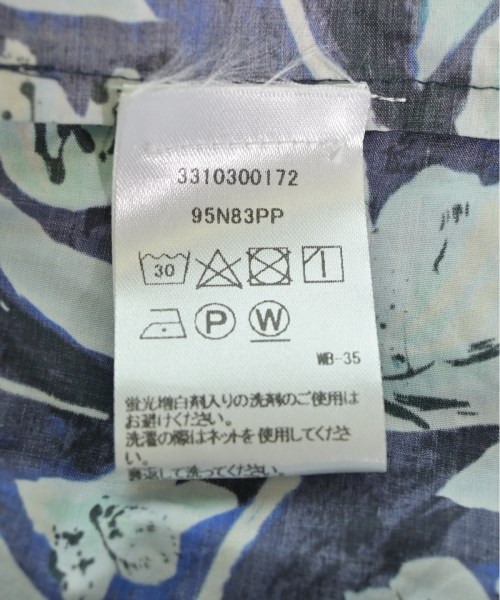 3310300172
95N83PP
30
P
W
WB-35
蛍光増白剤入りの洗剤のご使用は
お避けください。
洗濯の際はネットを使用してくださ
い。
裏返して洗ってください。